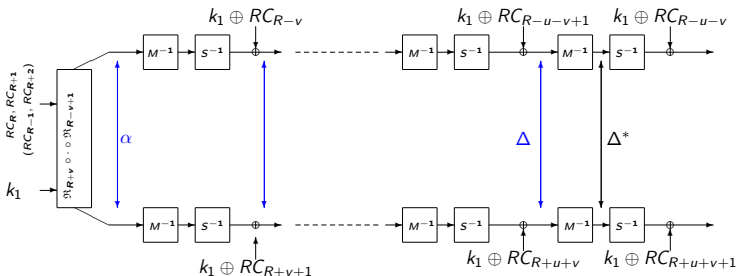 k₁ ⊕ RC_{R−v} k₁ ⊕ RC_{R−u−v+1} k₁ ⊕ RC_{R−u−v}
M⁻¹ S⁻¹ M⁻¹ S⁻¹ M⁻¹ S⁻¹
RC_R, RC_{R+1}
(RC_{R−1}, RC_{R+2})
k₁
ℜ_{R+v} ∘ · ∘ ℜ_{R−v+1}
α Δ Δ*
M⁻¹ S⁻¹ M⁻¹ S⁻¹ M⁻¹ S⁻¹
k₁ ⊕ RC_{R+v+1} k₁ ⊕ RC_{R+u+v} k₁ ⊕ RC_{R+u+v+1}